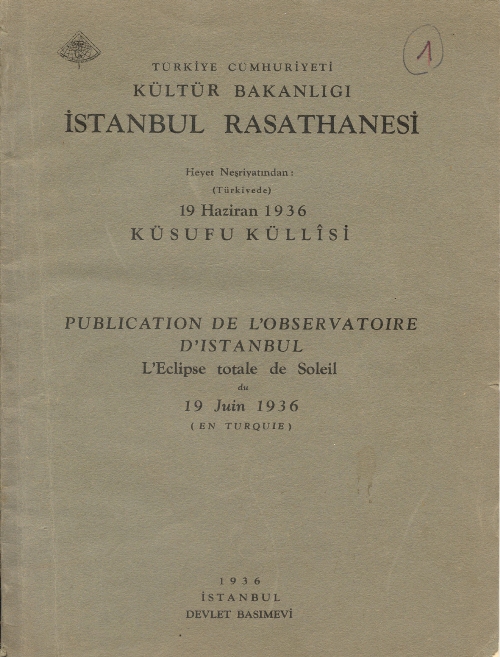 1
TÜRKİYE CÜMHURİYETİ
KÜLTÜR BAKANLIGI
İSTANBUL RASATHANESİ
Heyet Neşriyatından:
(Türkiyede)
19 Haziran 1936
KÜSUFU KÜLLÎSİ
PUBLICATION DE L'OBSERVATOIRE
D'ISTANBUL
L'Eclipse totale de Soleil
du
19 Juin 1936
(EN TURQUIE)
1936
İSTANBUL
DEVLET BASIMEVİ